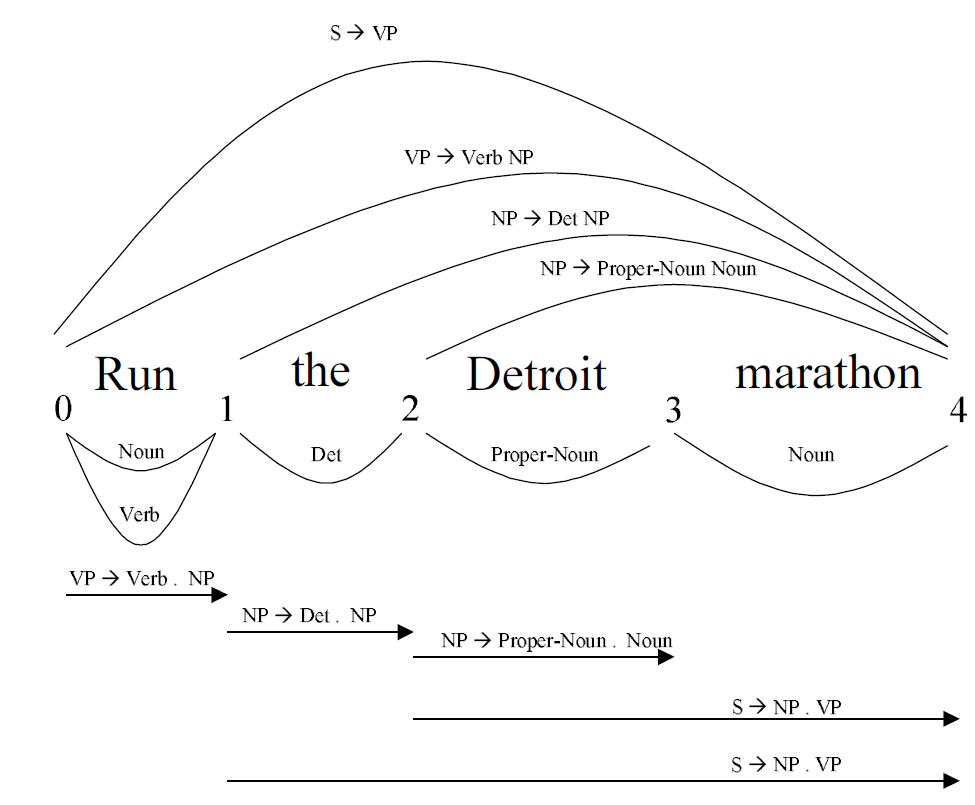 S → VP
VP → Verb NP
NP → Det NP
NP → Proper-Noun Noun
Run the Detroit marathon
0 1 2 3 4
Noun Det Proper-Noun Noun
Verb
VP → Verb . NP
NP → Det . NP
NP → Proper-Noun . Noun
S → NP . VP
S → NP . VP